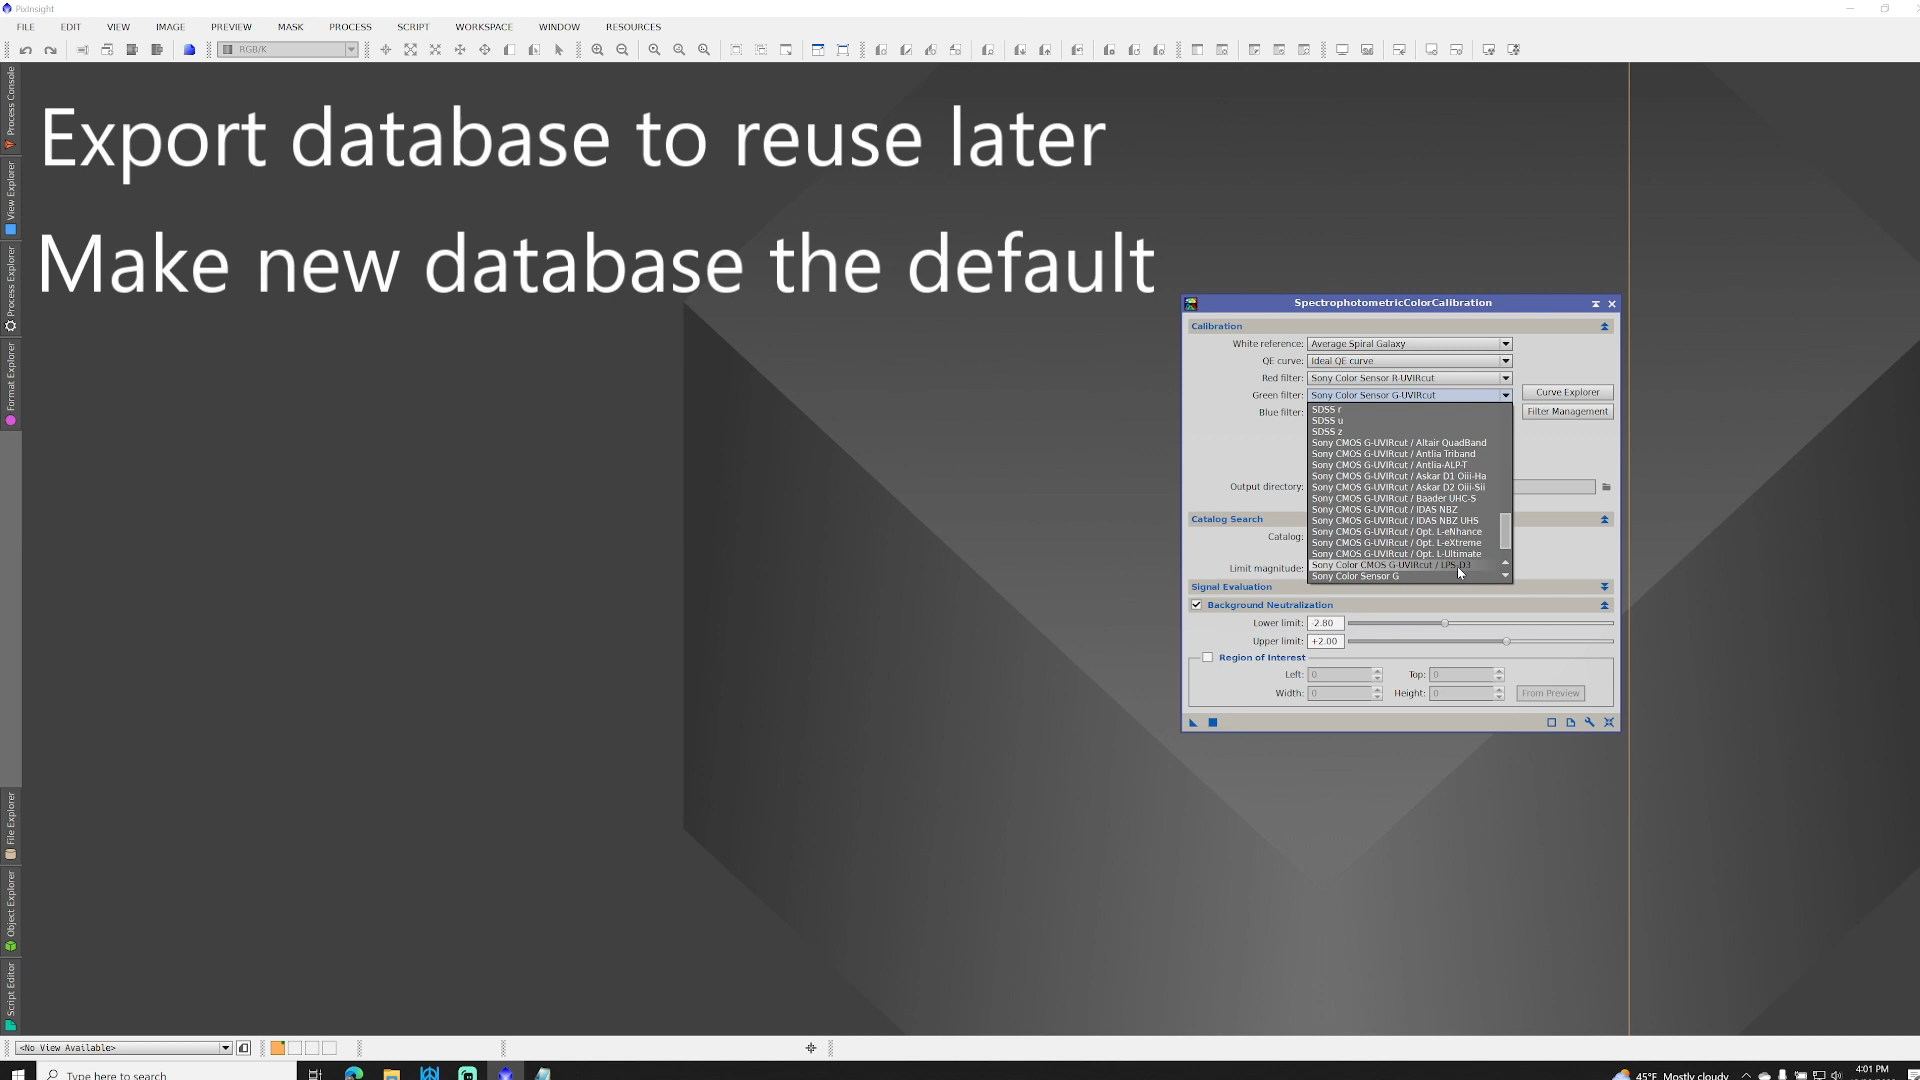 PixInsight
FILE EDIT VIEW IMAGE PREVIEW MASK PROCESS SCRIPT WORKSPACE WINDOW RESOURCES
RGB/K
Process Console
View Explorer
Process Explorer
Format Explorer
File Explorer
Object Explorer
Script Editor
Export database to reuse later
Make new database the default
SpectrophotometricColorCalibration
Calibration
White reference: Average Spiral Galaxy
QE curve: Ideal QE curve
Red filter: Sony Color Sensor R-UVIRcut
Green filter: Sony Color Sensor G-UVIRcut
Curve Explorer
Blue filter:
Filter Management
SDSS r
SDSS u
SDSS z
Sony CMOS G-UVIRcut / Altair QuadBand
Sony CMOS G-UVIRcut / Antlia Triband
Sony CMOS G-UVIRcut / Antlia-ALP-T
Sony CMOS G-UVIRcut / Askar D1 Oiii-Ha
Sony CMOS G-UVIRcut / Askar D2 Oiii-Sii
Sony CMOS G-UVIRcut / Baader UHC-S
Sony CMOS G-UVIRcut / IDAS NBZ
Sony CMOS G-UVIRcut / IDAS NBZ UHS
Sony CMOS G-UVIRcut / Opt. L-eNhance
Sony CMOS G-UVIRcut / Opt. L-eXtreme
Sony CMOS G-UVIRcut / Opt. L-Ultimate
Sony Color CMOS G-UVIRcut / LPS-D3
Sony Color Sensor G
Output directory:
Catalog Search
Catalog:
Limit magnitude:
Signal Evaluation
Background Neutralization
Lower limit: -2.80
Upper limit: +2.00
Region of Interest
Left: 0 Top: 0
Width: 0 Height: 0 From Preview
<No View Available>
Type here to search
45°F Mostly cloudy
4:01 PM